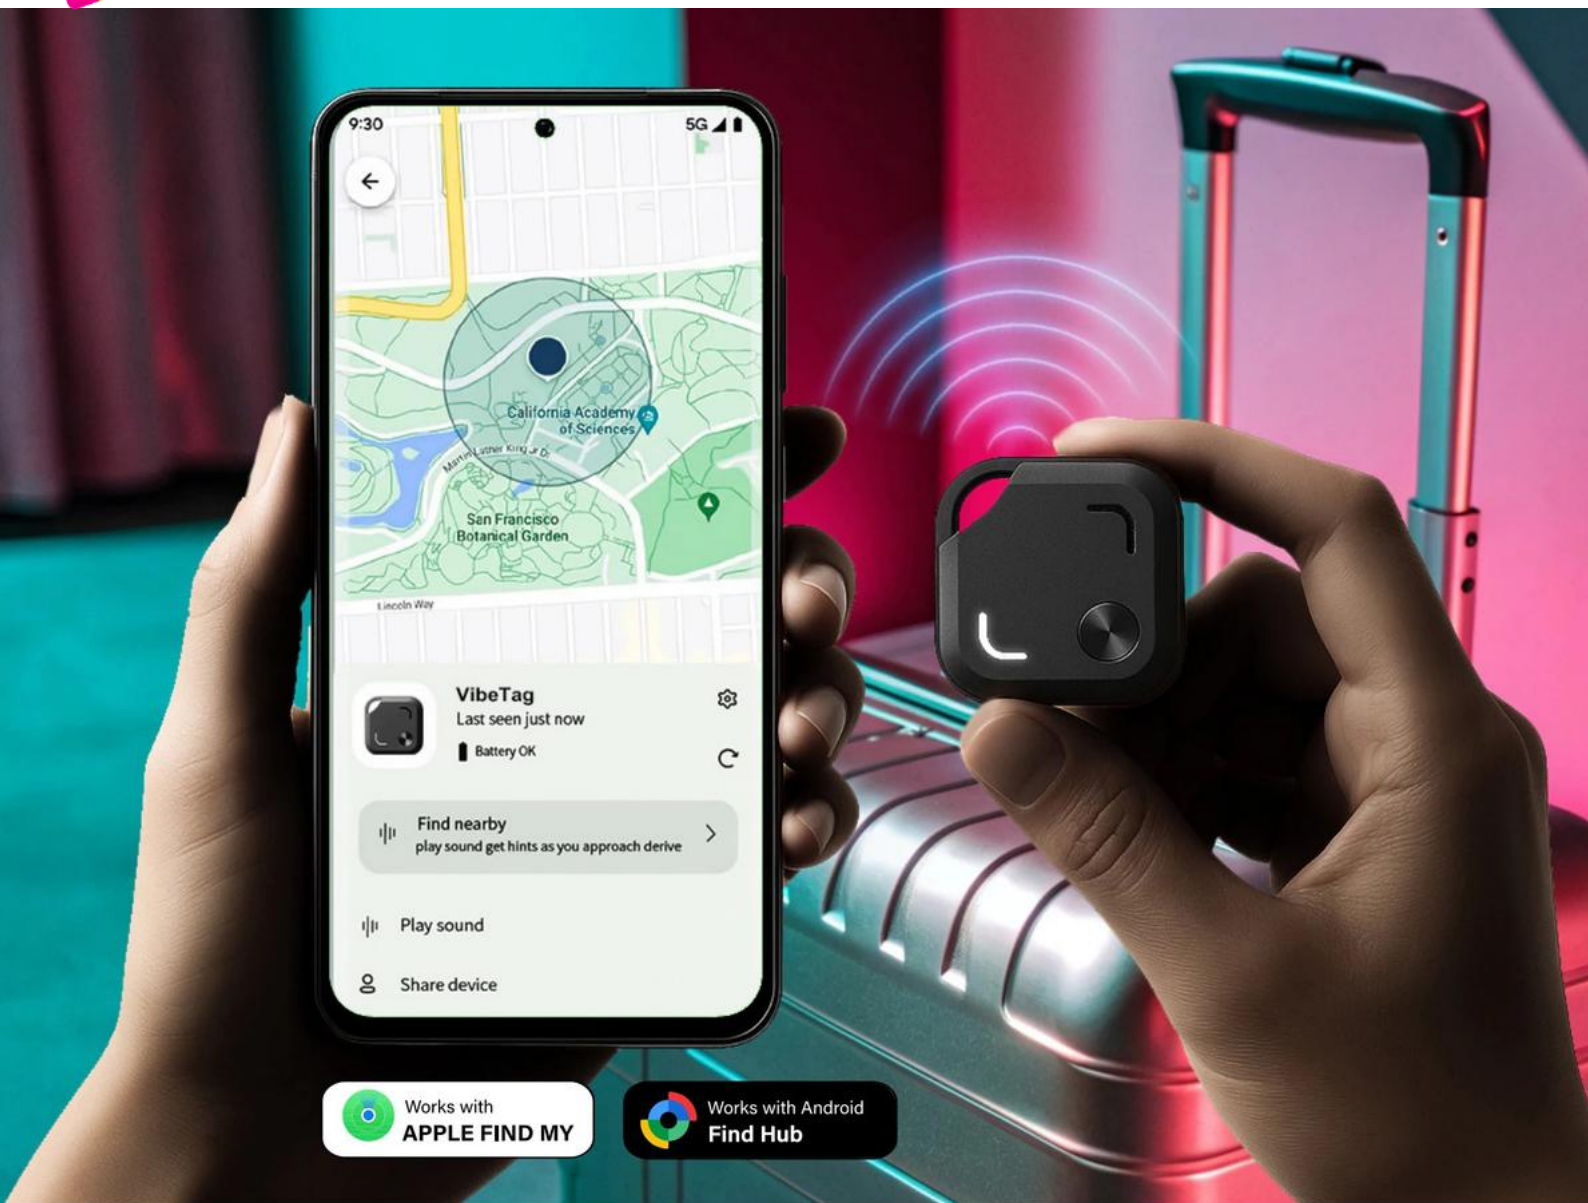 9:30
5G
California Academy
of Sciences
Martin Luther King Jr Dr
San Francisco
Botanical Garden
Lincoln Way
VibeTag
Last seen just now
Battery OK
Find nearby
play sound get hints as you approach derive
Play sound
Share device
Works with
APPLE FIND MY
Works with Android
Find Hub